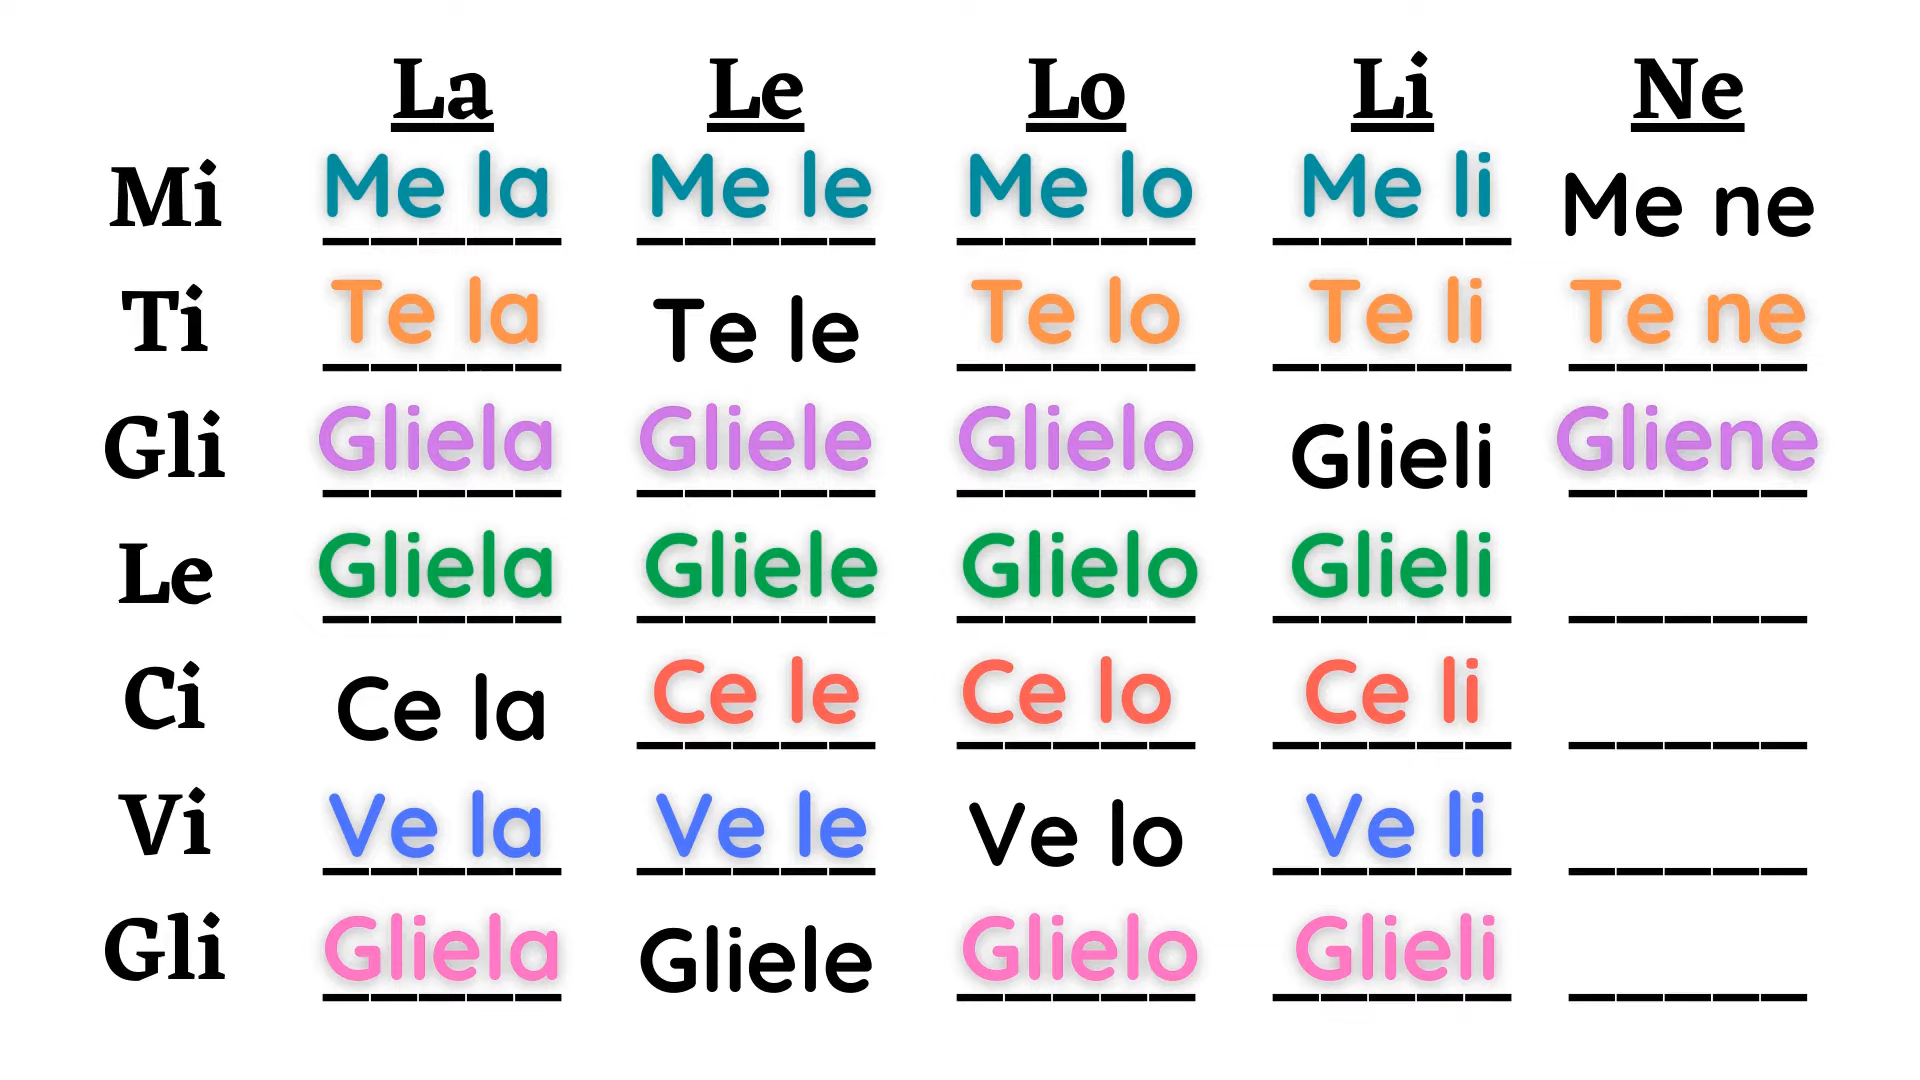 La Le Lo Li Ne
Mi Me la Me le Me lo Me li Me ne
Ti Te la Te le Te lo Te li Te ne
Gli Gliela Gliele Glielo Glieli Gliene
Le Gliela Gliele Glielo Glieli
Ci Ce la Ce le Ce lo Ce li
Vi Ve la Ve le Ve lo Ve li
Gli Gliela Gliele Glielo Glieli